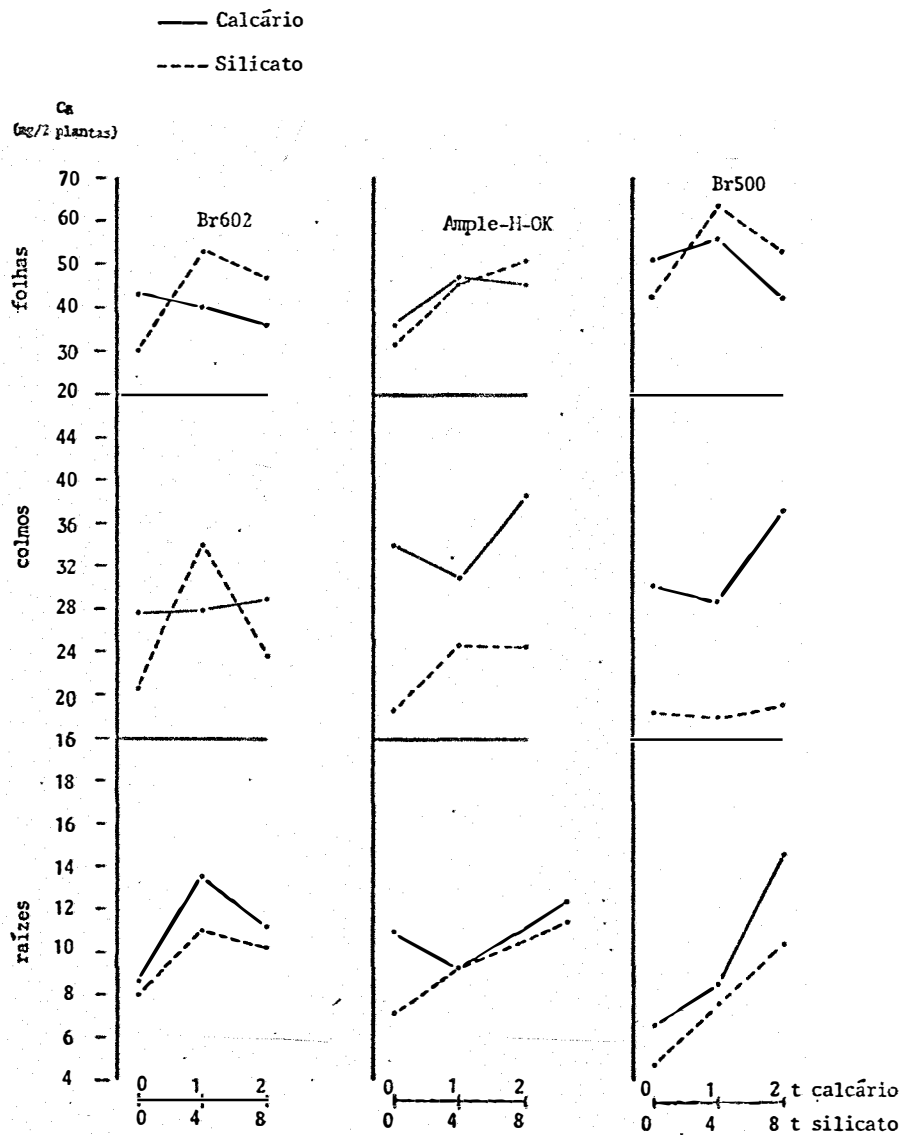 Calcário
Silicato
Ca
(mg/2 plantas)
70
60
50
40
30
20
folhas
Br602
Ample-H-OK
Br500
44
40
36
32
28
24
20
16
colmos
18
16
14
12
10
8
6
4
raízes
0 1 2 0 1 2 0 1 2 t calcário
0 4 8 0 4 8 0 4 8 t silicato